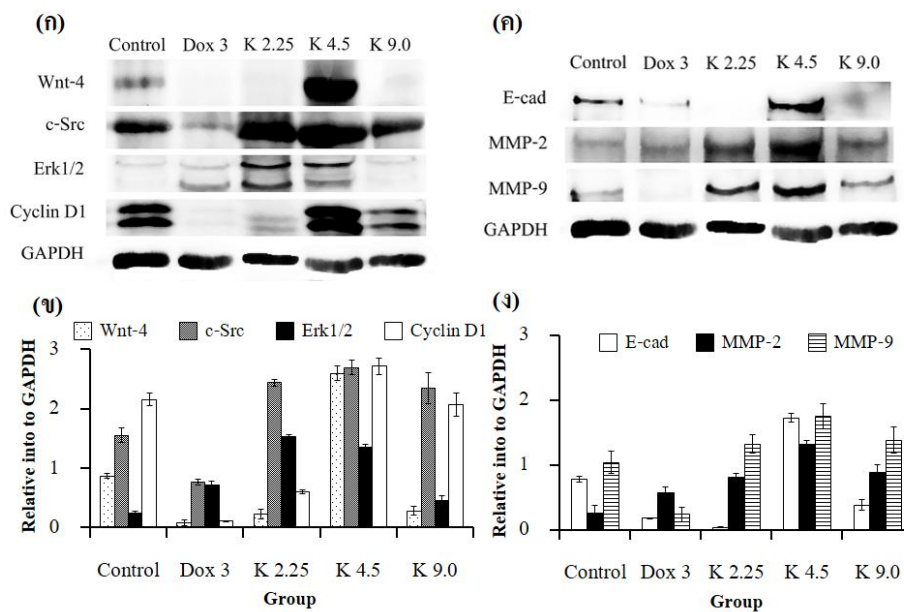 (ก)
Control Dox 3 K 2.25 K 4.5 K 9.0
Wnt-4
c-Src
Erk1/2
Cyclin D1
GAPDH
(ค)
Control Dox 3 K 2.25 K 4.5 K 9.0
E-cad
MMP-2
MMP-9
GAPDH
(ข)
Wnt-4 c-Src Erk1/2 Cyclin D1
Relative into to GAPDH
3
2
1
0
Control Dox 3 K 2.25 K 4.5 K 9.0
Group
(ง)
E-cad MMP-2 MMP-9
Relative into to GAPDH
3
2
1
0
Control Dox 3 K 2.25 K 4.5 K 9.0
Group